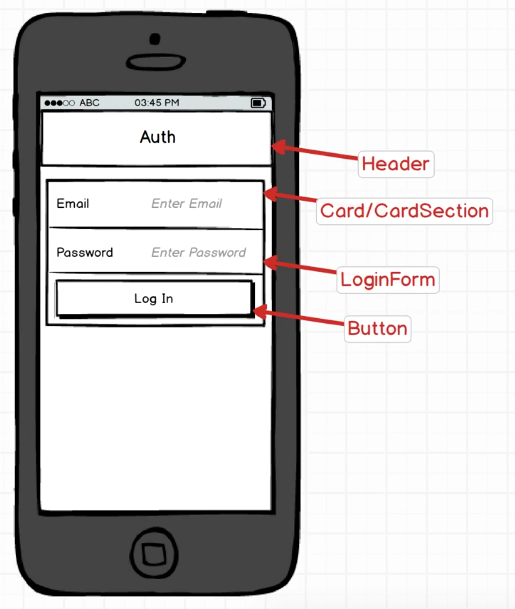 ABC 03:45 PM
Auth
Header
Email Enter Email
Card/CardSection
Password Enter Password
LoginForm
Log In
Button